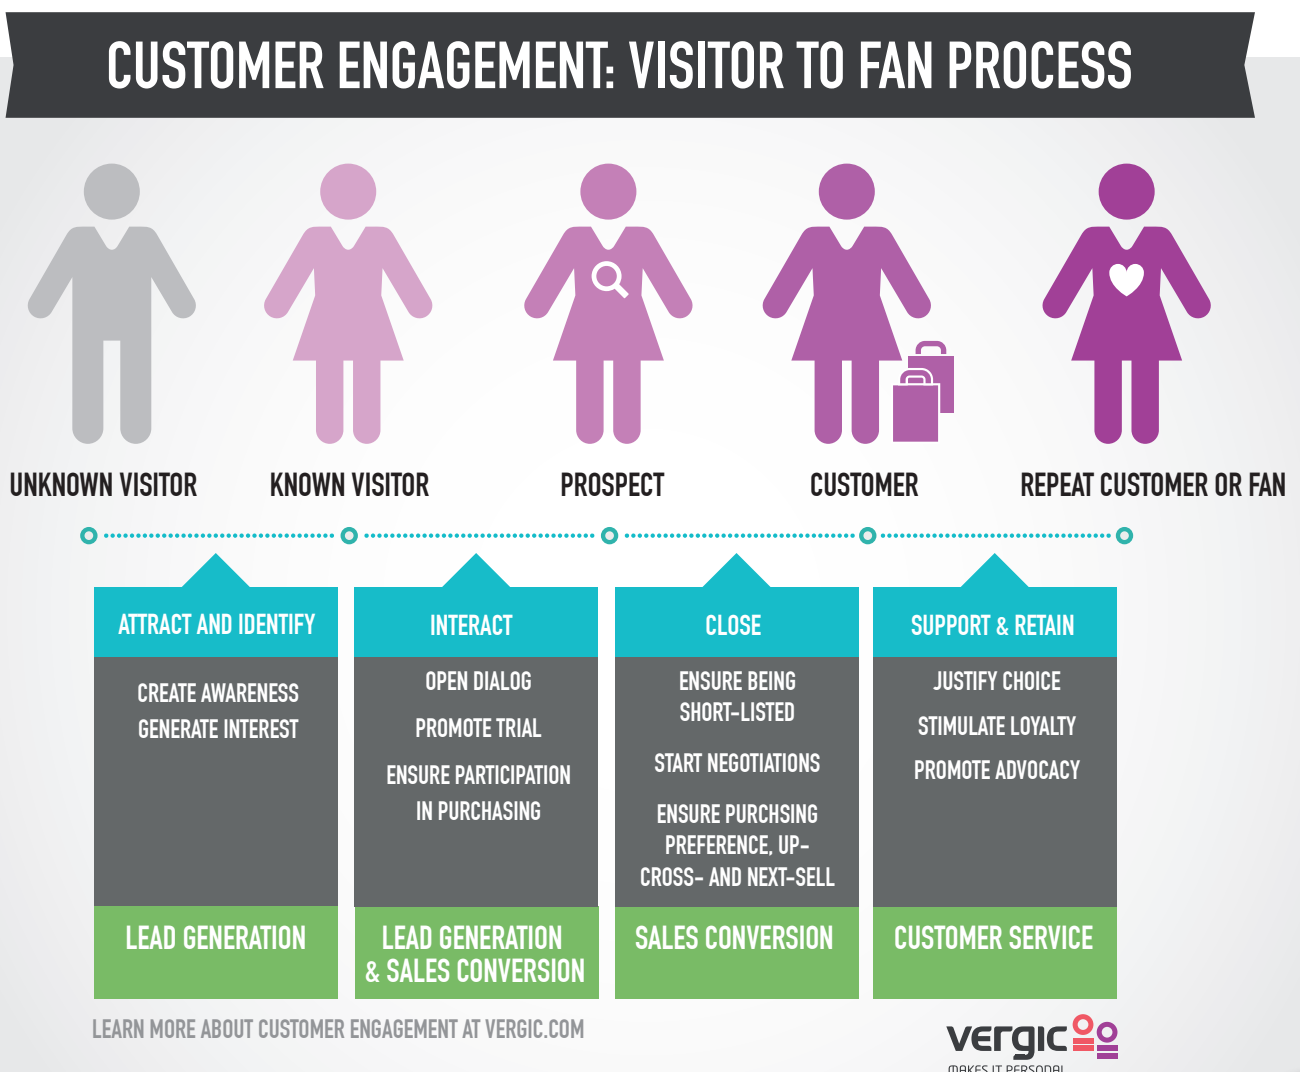 CUSTOMER ENGAGEMENT: VISITOR TO FAN PROCESS
UNKNOWN VISITOR
KNOWN VISITOR
PROSPECT
CUSTOMER
REPEAT CUSTOMER OR FAN
ATTRACT AND IDENTIFY
CREATE AWARENESS
GENERATE INTEREST
LEAD GENERATION
INTERACT
OPEN DIALOG
PROMOTE TRIAL
ENSURE PARTICIPATION
IN PURCHASING
LEAD GENERATION
& SALES CONVERSION
CLOSE
ENSURE BEING
SHORT-LISTED
START NEGOTIATIONS
ENSURE PURCHSING
PREFERENCE, UP-
CROSS- AND NEXT-SELL
SALES CONVERSION
SUPPORT & RETAIN
JUSTIFY CHOICE
STIMULATE LOYALTY
PROMOTE ADVOCACY
CUSTOMER SERVICE
LEARN MORE ABOUT CUSTOMER ENGAGEMENT AT VERGIC.COM
vergic
MAKES IT PERSONAL